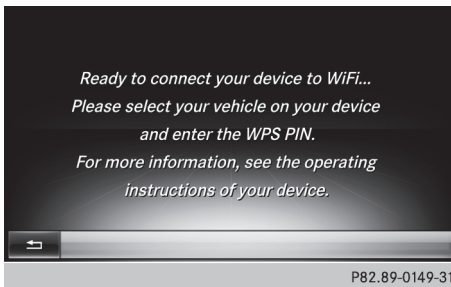 Ready to connect your device to WiFi...
Please select your vehicle on your device
and enter the WPS PIN.
For more information, see the operating
instructions of your device.
P82.89-0149-31